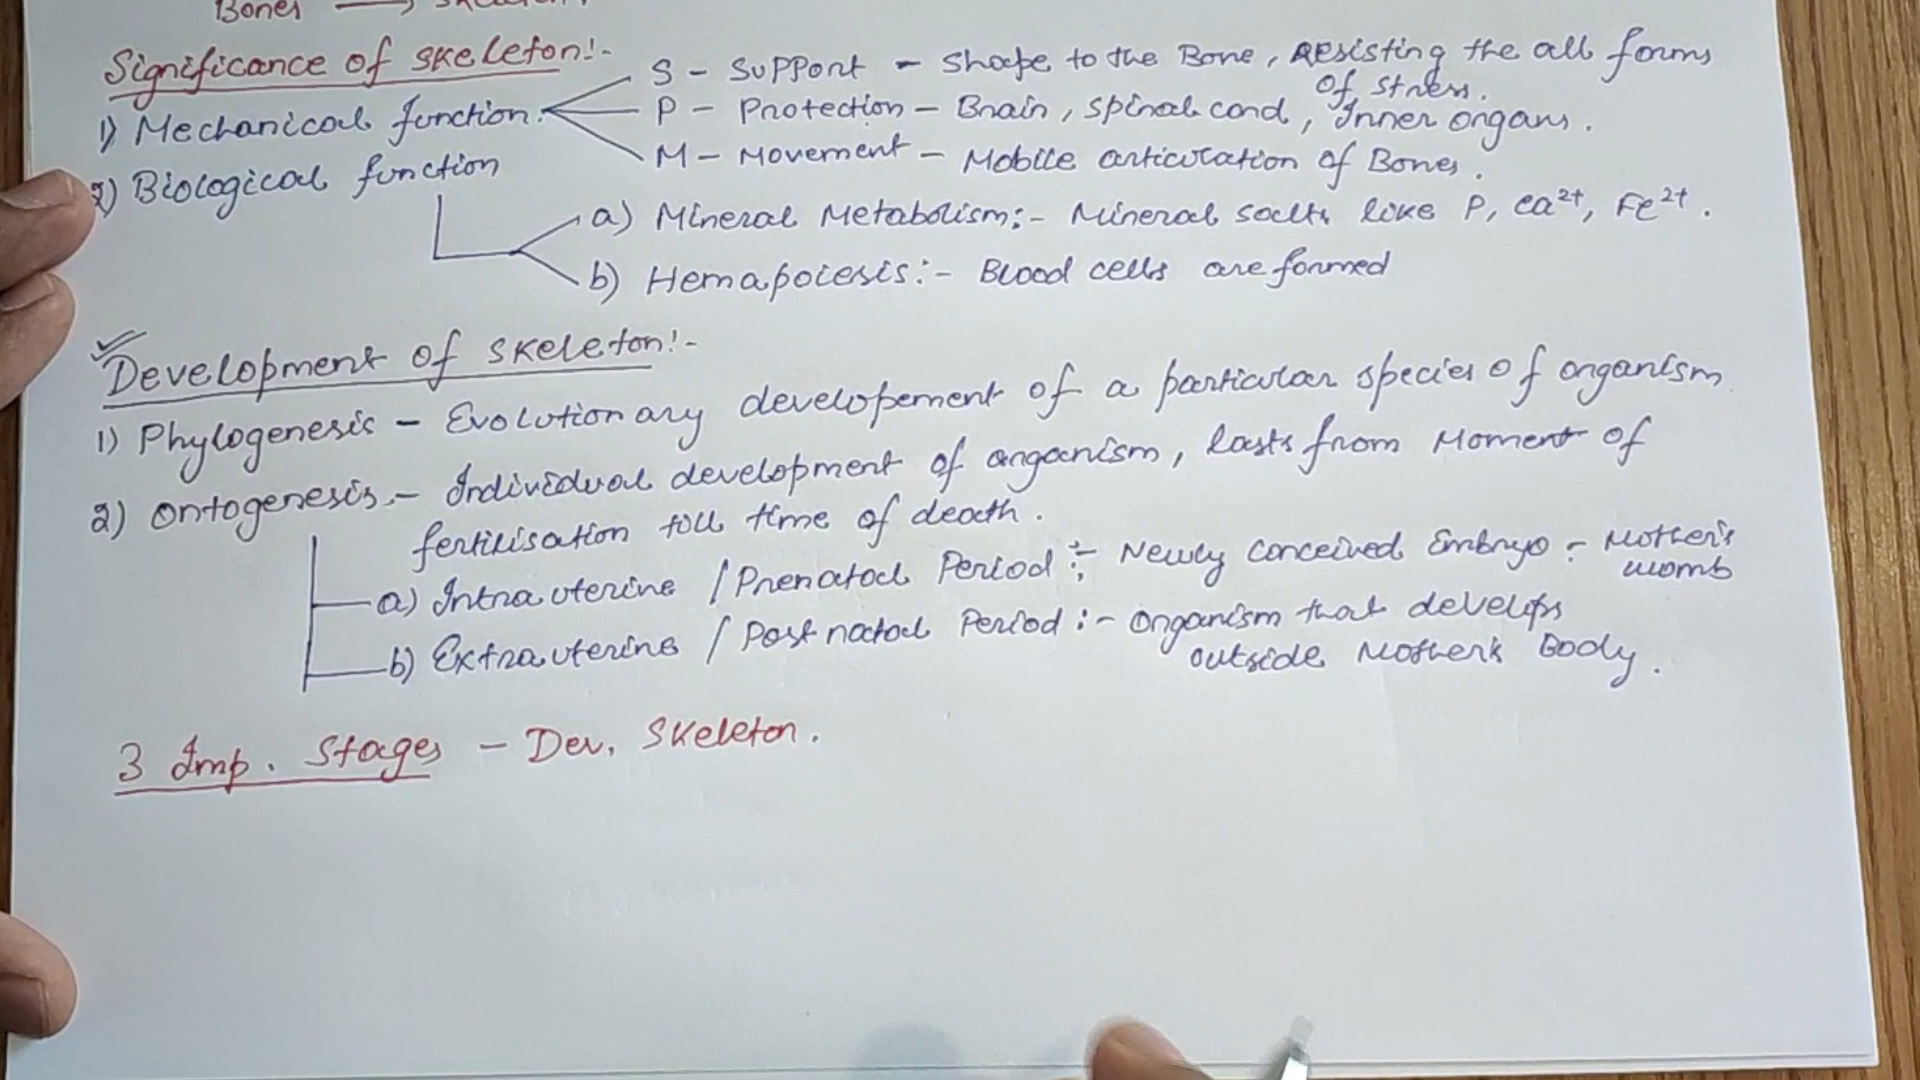 Bones → Skeleton.
Significance of skeleton:-
1) Mechanical function. S - Support - Shape to the Bone, Resisting the all forms of stress.
P - Protection - Brain, spinal cord, Inner organs.
M - Movement - Mobile articulation of Bones.
2) Biological function
a) Mineral Metabolism:- Mineral salts like P, Ca²⁺, Fe²⁺.
b) Hemapoiesis:- Blood cells are formed
Development of skeleton:-
1) Phylogenesis - Evolutionary developement of a particular species of organism
2) Ontogenesis - Individual development of organism, lasts from Moment of
fertilisation till time of death.
a) Intrauterine / Prenatal Period :- Newly conceived Embryo - Mother's
womb
b) Extrauterine / Postnatal Period :- organism that develops
outside Mother's Body.
3 Imp. Stages - Dev. Skeleton.